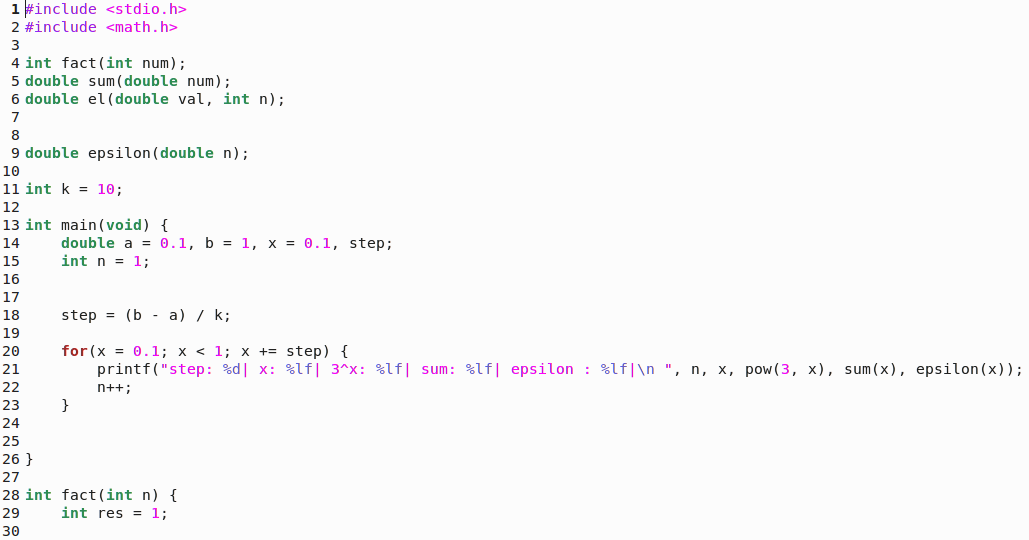 1 #include <stdio.h>
2 #include <math.h>
3
4 int fact(int num);
5 double sum(double num);
6 double el(double val, int n);
7
8
9 double epsilon(double n);
10
11 int k = 10;
12
13 int main(void) {
14     double a = 0.1, b = 1, x = 0.1, step;
15     int n = 1;
16
17
18     step = (b - a) / k;
19
20     for(x = 0.1; x < 1; x += step) {
21         printf("step: %d| x: %lf| 3^x: %lf| sum: %lf| epsilon : %lf|\n ", n, x, pow(3, x), sum(x), epsilon(x));
22         n++;
23     }
24
25
26 }
27
28 int fact(int n) {
29     int res = 1;
30